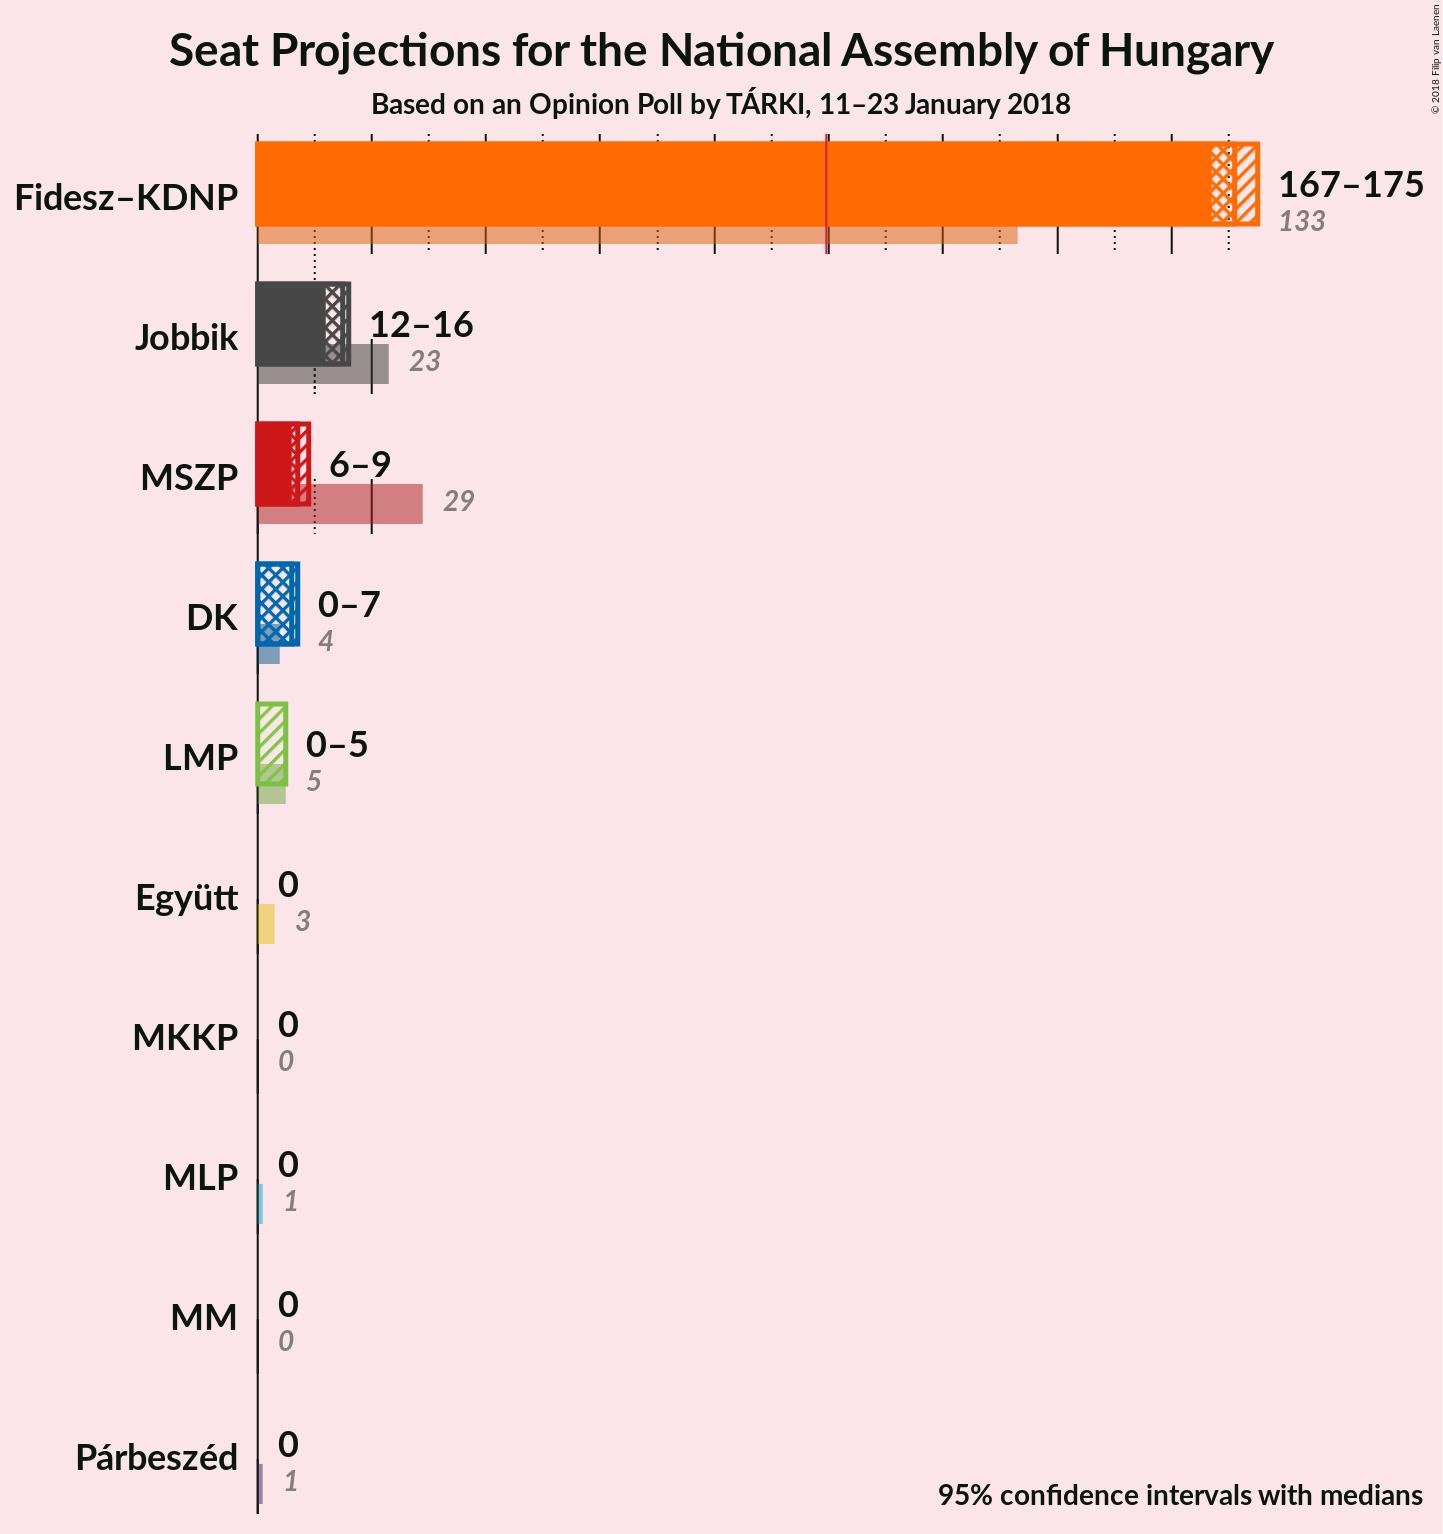 Seat Projections for the National Assembly of Hungary
Based on an Opinion Poll by TÁRKI, 11–23 January 2018
© 2018 Filip van Laenen
Fidesz–KDNP
167–175
133
Jobbik
12–16
23
MSZP
6–9
29
DK
0–7
4
LMP
0–5
5
Együtt
0
3
MKKP
0
0
MLP
0
1
MM
0
0
Párbeszéd
0
1
95% confidence intervals with medians